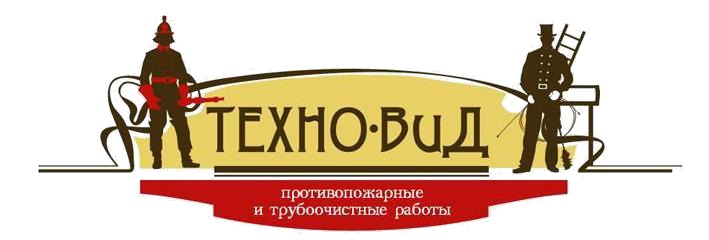 ТЕХНО·ВиД
противопожарные
и трубоочистные работы